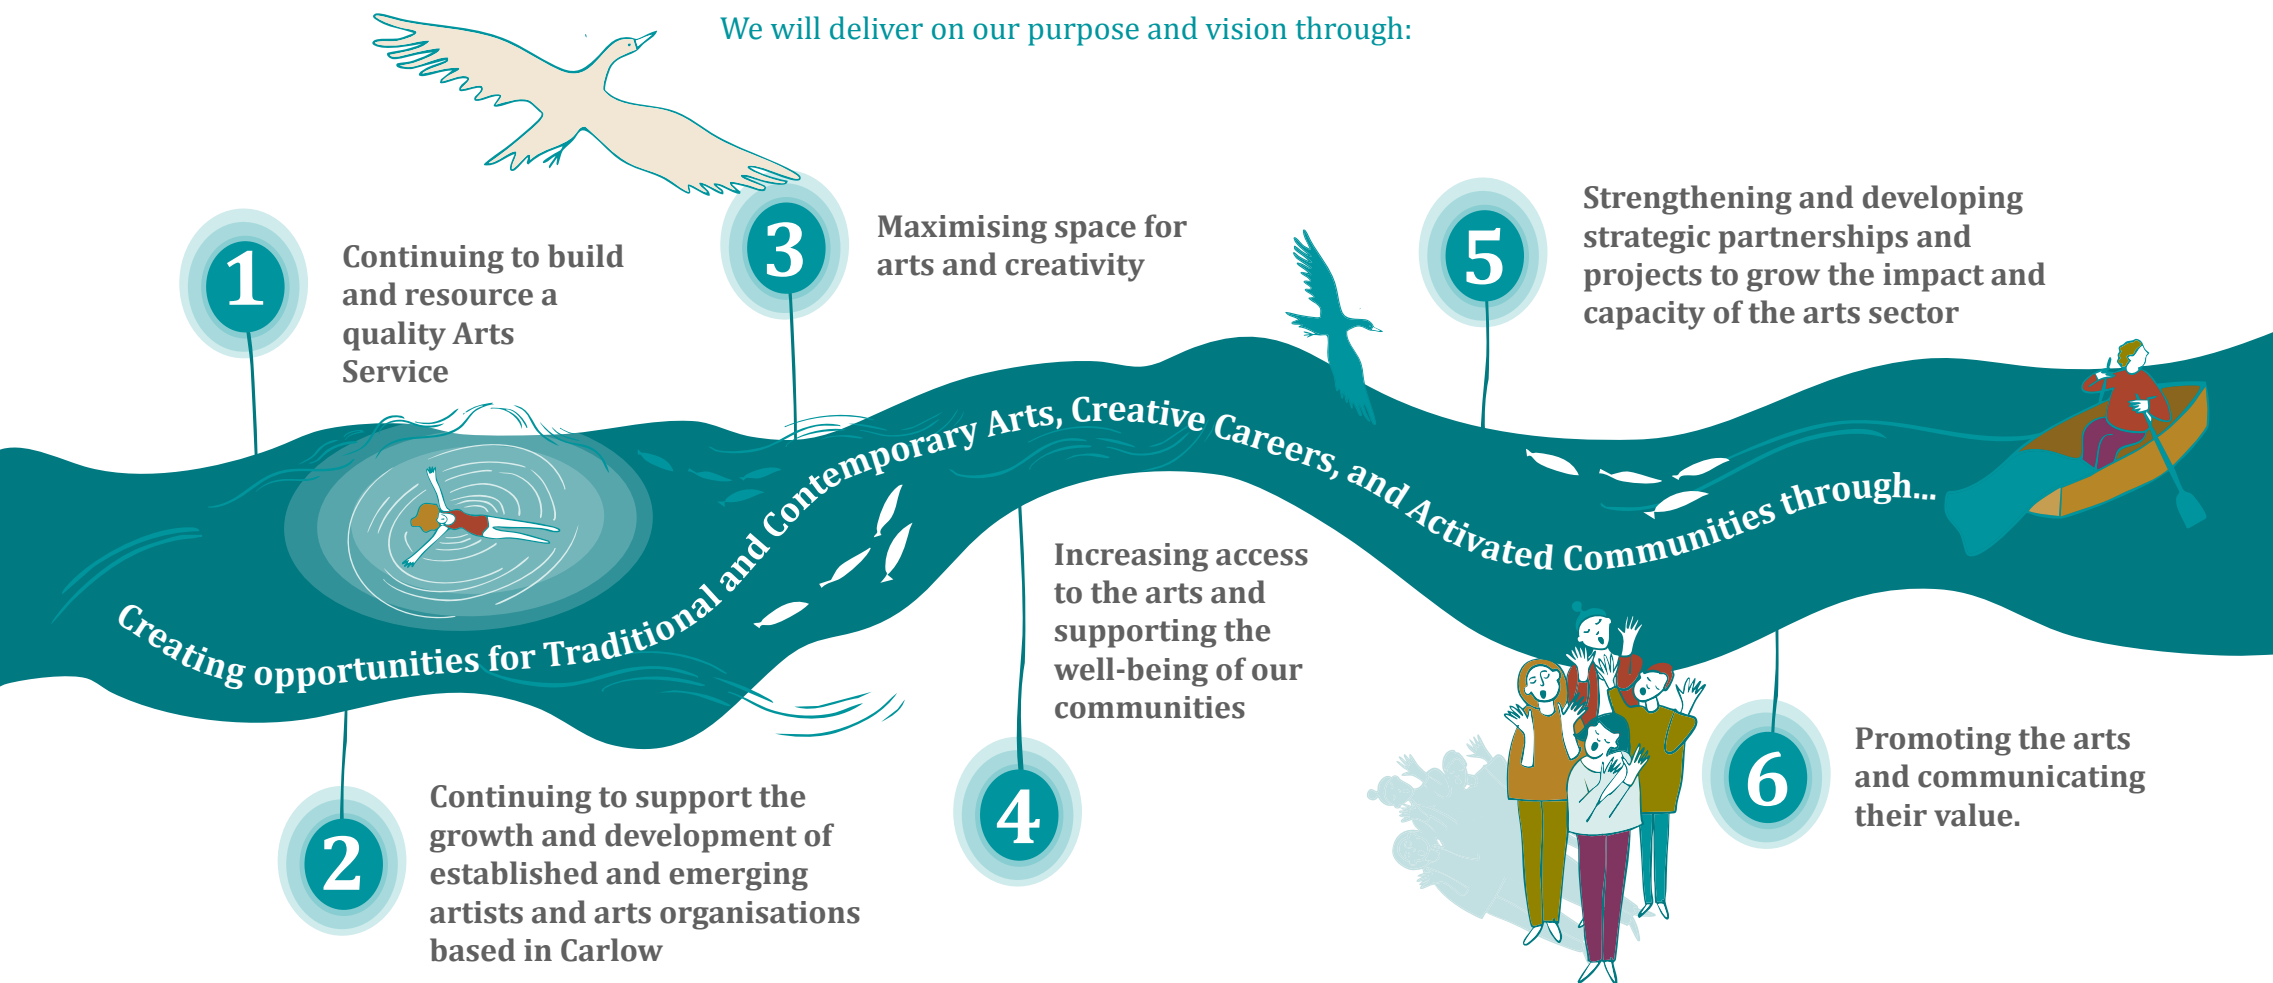 We will deliver on our purpose and vision through:
Creating opportunities for Traditional and Contemporary Arts, Creative Careers, and Activated Communities through...
1
Continuing to build
and resource a
quality Arts
Service
2
Continuing to support the
growth and development of
established and emerging
artists and arts organisations
based in Carlow
3
Maximising space for
arts and creativity
4
Increasing access
to the arts and
supporting the
well-being of our
communities
5
Strengthening and developing
strategic partnerships and
projects to grow the impact and
capacity of the arts sector
6
Promoting the arts
and communicating
their value.